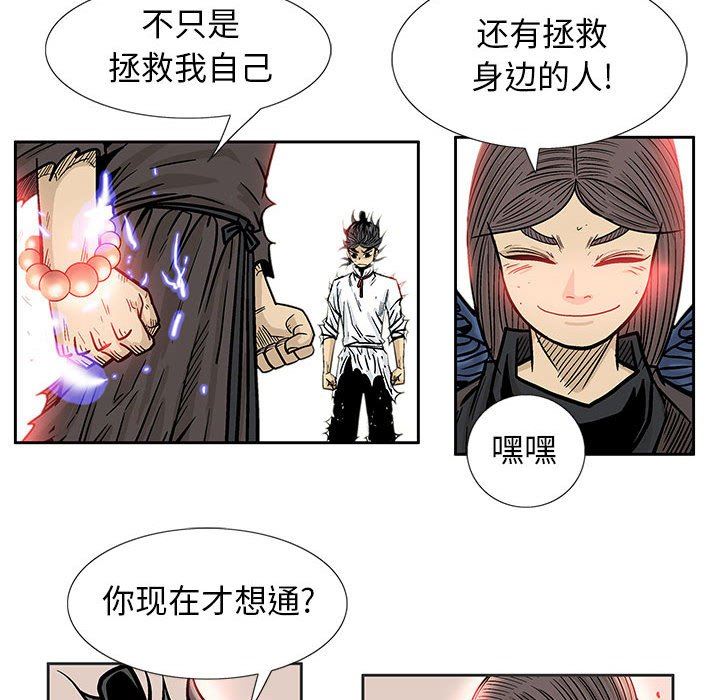 不只是
拯救我自己
还有拯救
身边的人!
嘿嘿
你现在才想通?